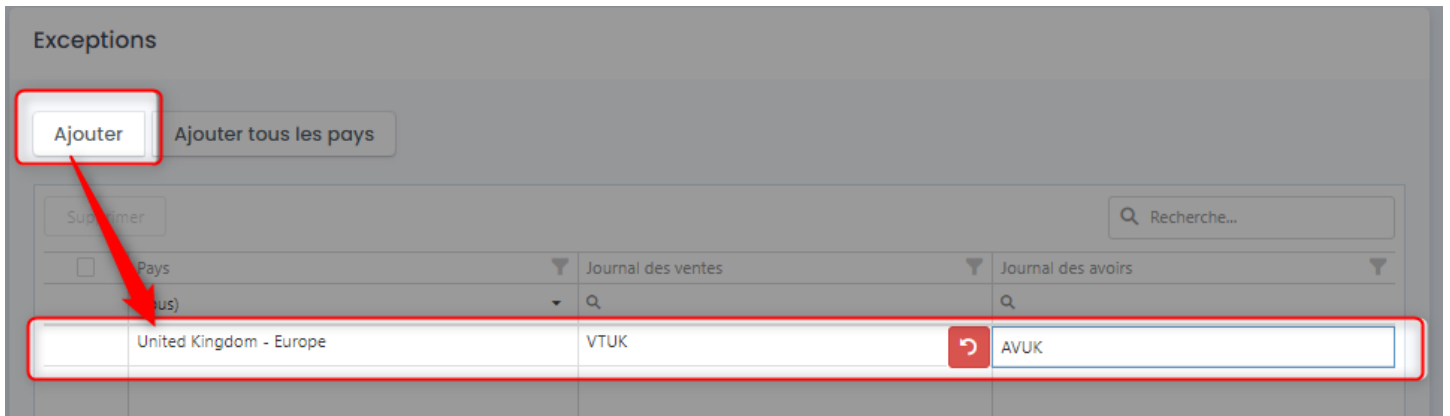 Exceptions
Ajouter Ajouter tous les pays
Recherche...
Pays Journal des ventes Journal des avoirs
United Kingdom - Europe VTUK AVUK